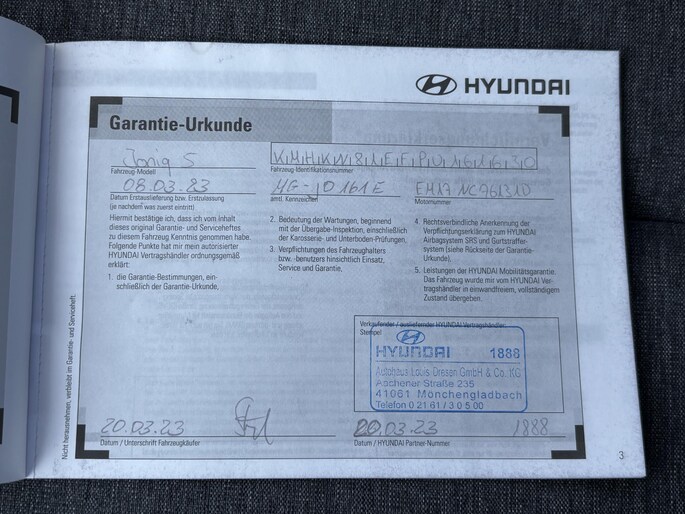 HYUNDAI
Garantie-Urkunde
Ioniq 5
KMHKN81EFPU161630
Fahrzeug-Modell
Fahrzeug-Identifikationsnummer
08.03.23
MG-JO161E
Datum Erstauslieferung bzw. Erstzulassung
(je nachdem was zuerst eintritt)
amtl. Kennzeichen
Motornummer
Hiermit bestätige ich, dass ich vom Inhalt
dieses original Garantie- und Serviceheftes
zu diesem Fahrzeug Kenntnis genommen habe.
Folgende Punkte hat mir mein autorisierter
HYUNDAI Vertragshändler ordnungsgemäß
erklärt:
1. die Garantie-Bestimmungen, ein-
schließlich der Garantie-Urkunde,
2. Bedeutung der Wartungen, beginnend
mit der Übergabe-Inspektion, einschließlich
der Karosserie- und Unterboden-Prüfungen,
3. Verpflichtungen des Fahrzeughalters
bzw. -benutzers hinsichtlich Einsatz,
Service und Garantie,
4. Rechtsverbindliche Anerkennung der
Verpflichtungserklärung zum HYUNDAI
Airbagsystem SRS und Gurtstraffer-
system (siehe Rückseite der Garantie-
Urkunde).
5. Leistungen der HYUNDAI Mobilitätsgarantie.
Das Fahrzeug wurde mir vom HYUNDAI Ver-
tragshändler in einwandfreiem, vollständigem
Zustand übergeben.
Verkaufender / ausliefernder HYUNDAI Vertragshändler,
Stempel
HYUNDAI 1888
Autohaus Louis Dresen GmbH & Co. KG
Aachener Straße 235
41061 Mönchengladbach
Telefon 0 21 61 / 3 05 00
20.03.23
20.03.23 1888
Datum / Unterschrift Fahrzeugkäufer
Datum / HYUNDAI Partner-Nummer
Nicht herausnehmen, verbleibt im Garantie- und Serviceheft.
3